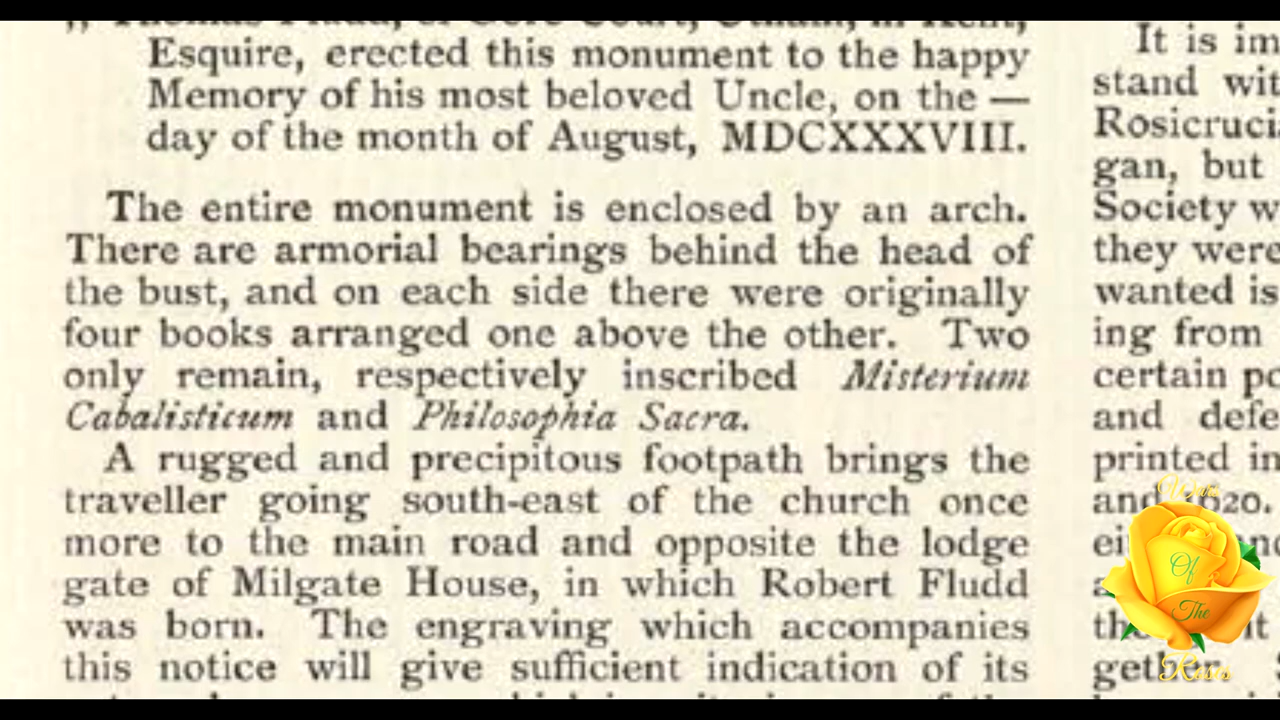 Esquire, erected this monument to the happy
Memory of his most beloved Uncle, on the —
day of the month of August, MDCXXXVIII.
The entire monument is enclosed by an arch.
There are armorial bearings behind the head of
the bust, and on each side there were originally
four books arranged one above the other. Two
only remain, respectively inscribed Misterium
Cabalisticum and Philosophia Sacra.
A rugged and precipitous footpath brings the
traveller going south-east of the church once
more to the main road and opposite the lodge
gate of Milgate House, in which Robert Fludd
was born. The engraving which accompanies
this notice will give sufficient indication of its
It is im
stand wit
Rosicruci
gan, but
Society w
they were
wanted is
ing from
certain po
and defe
printed in
Wars
Of
The
Roses